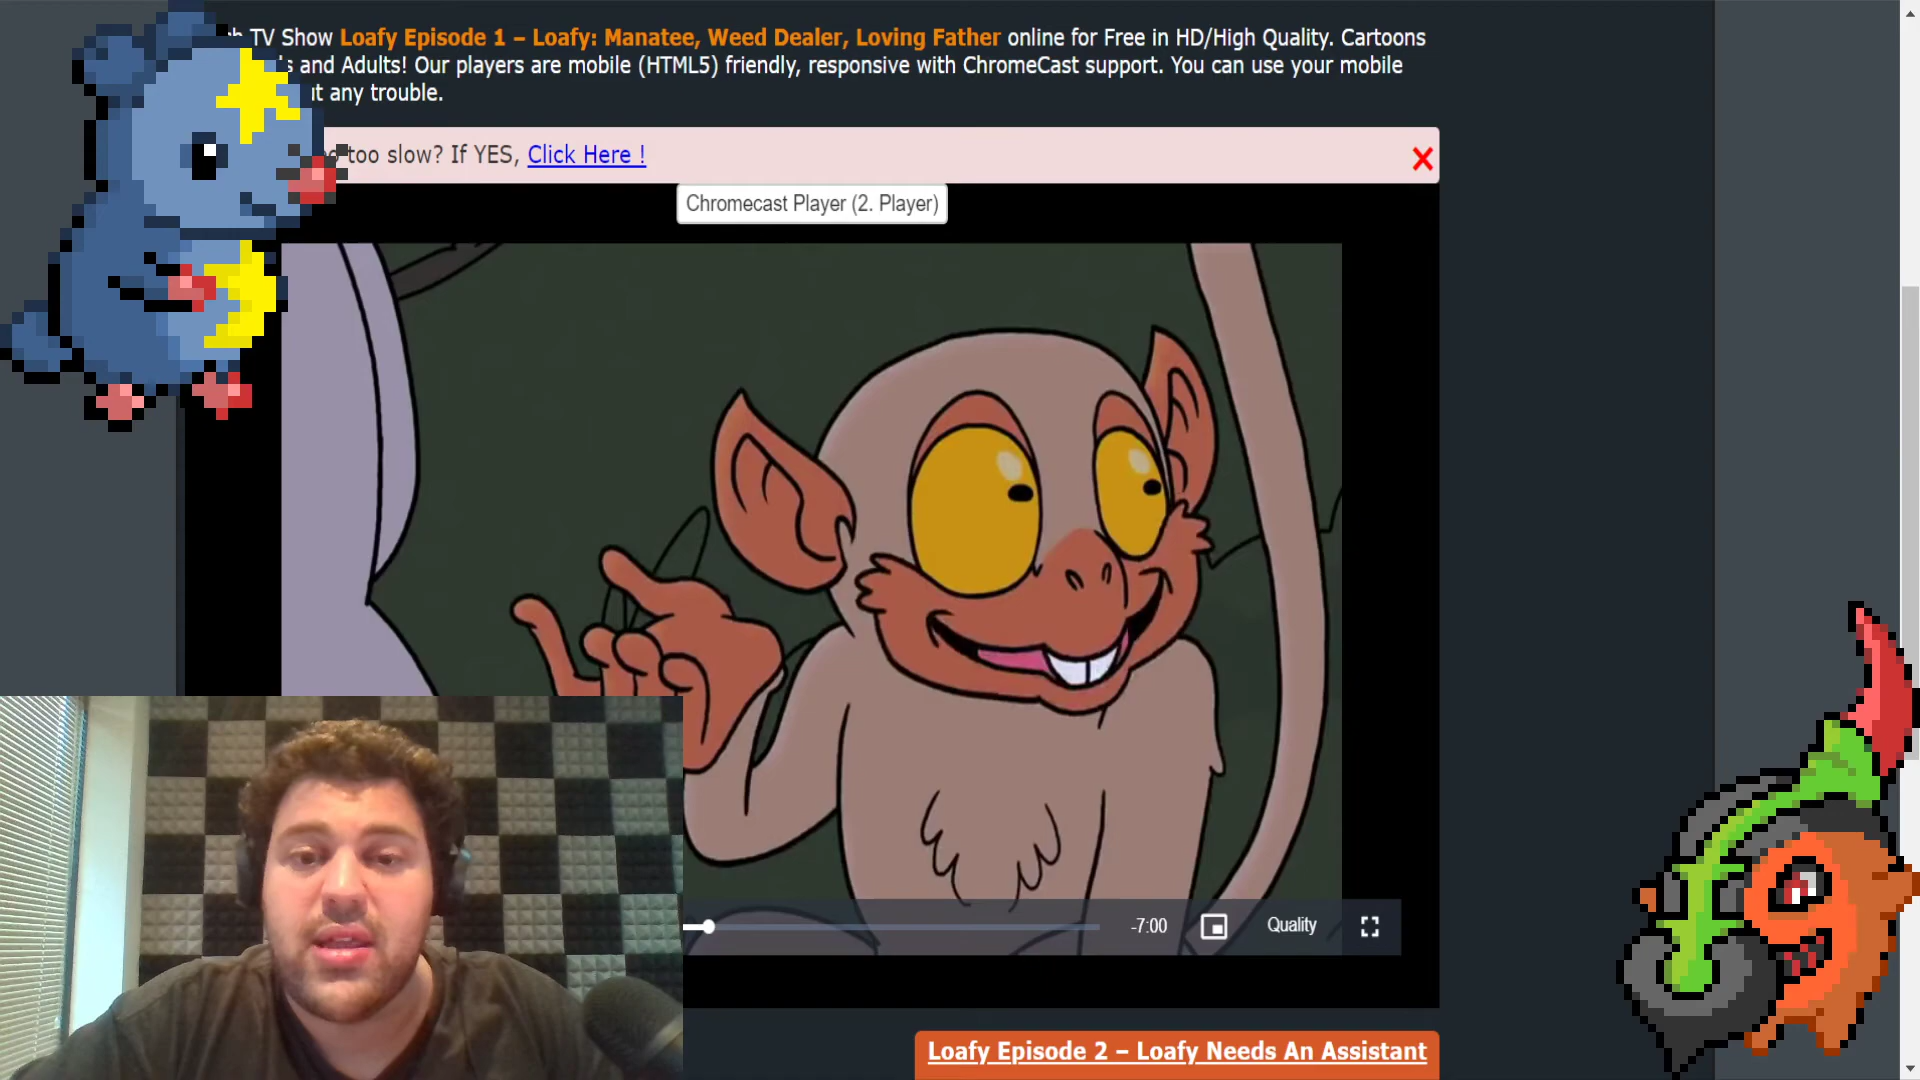 TV Show Loafy Episode 1 – Loafy: Manatee, Weed Dealer, Loving Father online for Free in HD/High Quality. Cartoons
and Adults! Our players are mobile (HTML5) friendly, responsive with ChromeCast support. You can use your mobile
any trouble.
too slow? If YES, Click Here !
Chromecast Player (2. Player)
-7:00
Quality
Loafy Episode 2 – Loafy Needs An Assistant